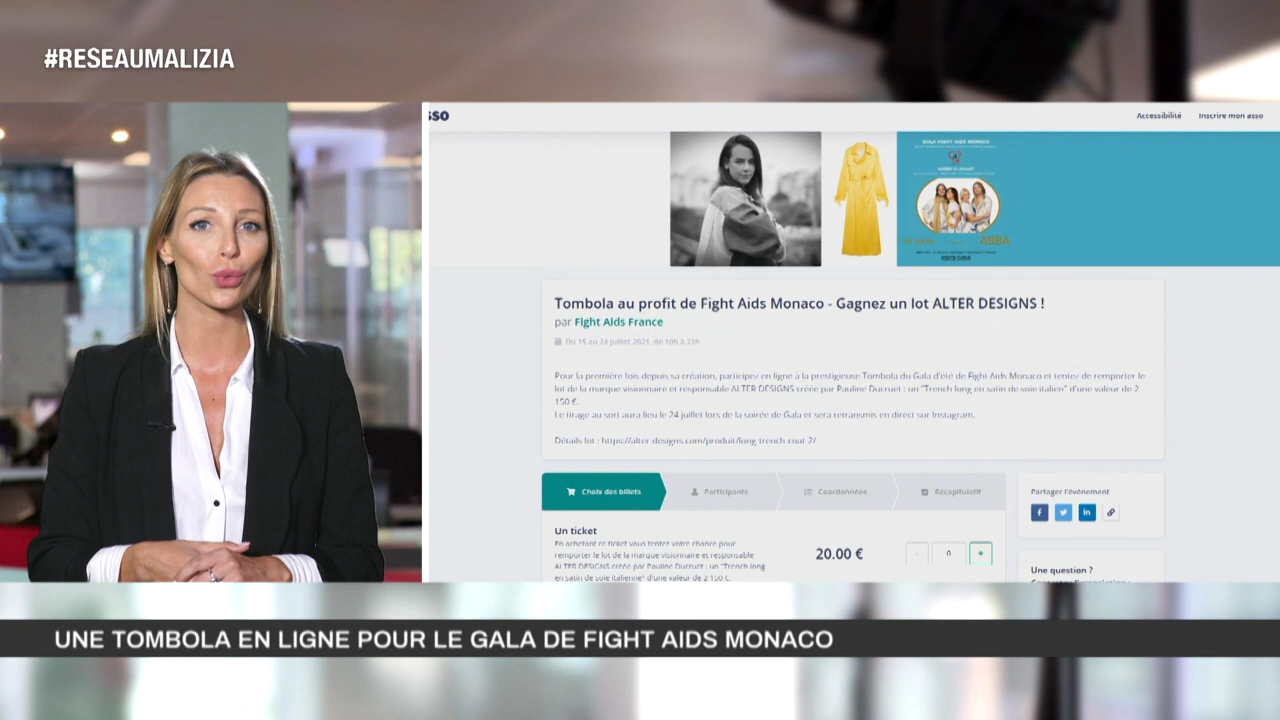 #RESEAUMALIZIA
sso
Accessibilité Inscrire mon asso
GALA FIGHT AIDS MONACO
ABBA
Tombola au profit de Fight Aids Monaco - Gagnez un lot ALTER DESIGNS !
par Fight Aids France
Du 15 au 24 juillet 2021, de 10h à 22h
Pour la première fois depuis sa création, participez en ligne à la prestigieuse Tombola du Gala d'été de Fight Aids Monaco et tentez de remporter le
lot de la marque visionnaire et responsable ALTER DESIGNS créée par Pauline Ducruet : un "Trench long en satin de soie italien" d'une valeur de 2
150 €.
Le tirage au sort aura lieu le 24 juillet lors de la soirée de Gala et sera retransmis en direct sur Instagram.
Détails lot : https://alter-designs.com/produit/long-trench-coat-2/
Choix des billets Participants Coordonnées Récapitulatif
Partager l'événement
Un ticket
En achetant ce ticket vous tentez votre chance pour
remporter le lot de la marque visionnaire et responsable
ALTER DESIGNS créée par Pauline Ducruet : un "Trench long
en satin de soie italienne" d'une valeur de 2 150 €.
20.00 €
- 0 +
Une question ?
UNE TOMBOLA EN LIGNE POUR LE GALA DE FIGHT AIDS MONACO